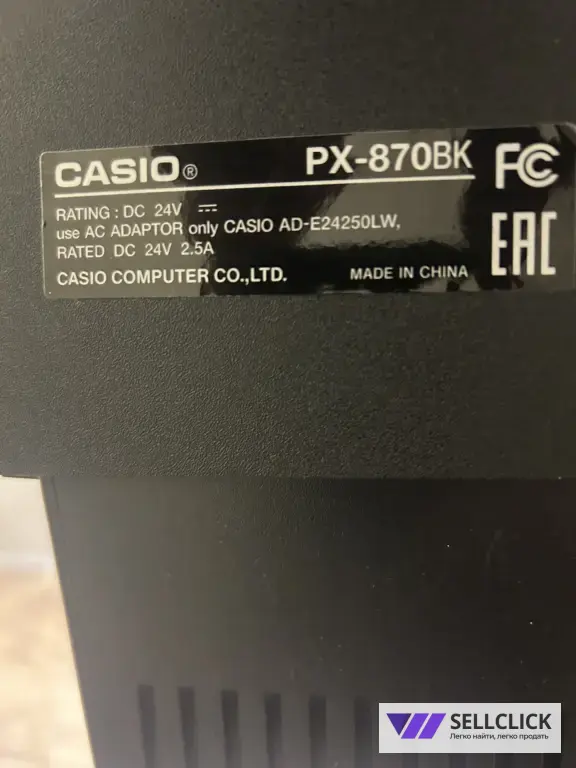 CASIO® PX-870BK FC
RATING : DC 24V ⎓
use AC ADAPTOR only CASIO AD-E24250LW,
RATED DC 24V 2.5A
EAC
CASIO COMPUTER CO.,LTD. MADE IN CHINA
SELLCLICK
Легко найти, легко продать